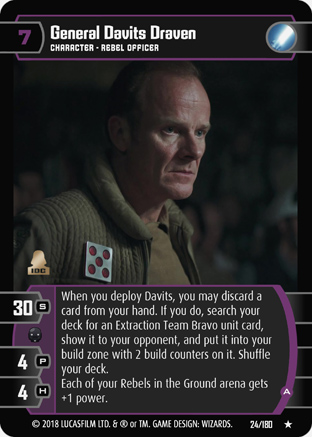 7
General Davits Draven
CHARACTER - REBEL OFFICER
IDC
30 S
4 P
4 H
When you deploy Davits, you may discard a
card from your hand. If you do, search your
deck for an Extraction Team Bravo unit card,
show it to your opponent, and put it into your
build zone with 2 build counters on it. Shuffle
your deck.
Each of your Rebels in the Ground arena gets
+1 power.
A
© 2018 LUCASFILM LTD. & ® or TM. GAME DESIGN: WIZARDS.
24/180